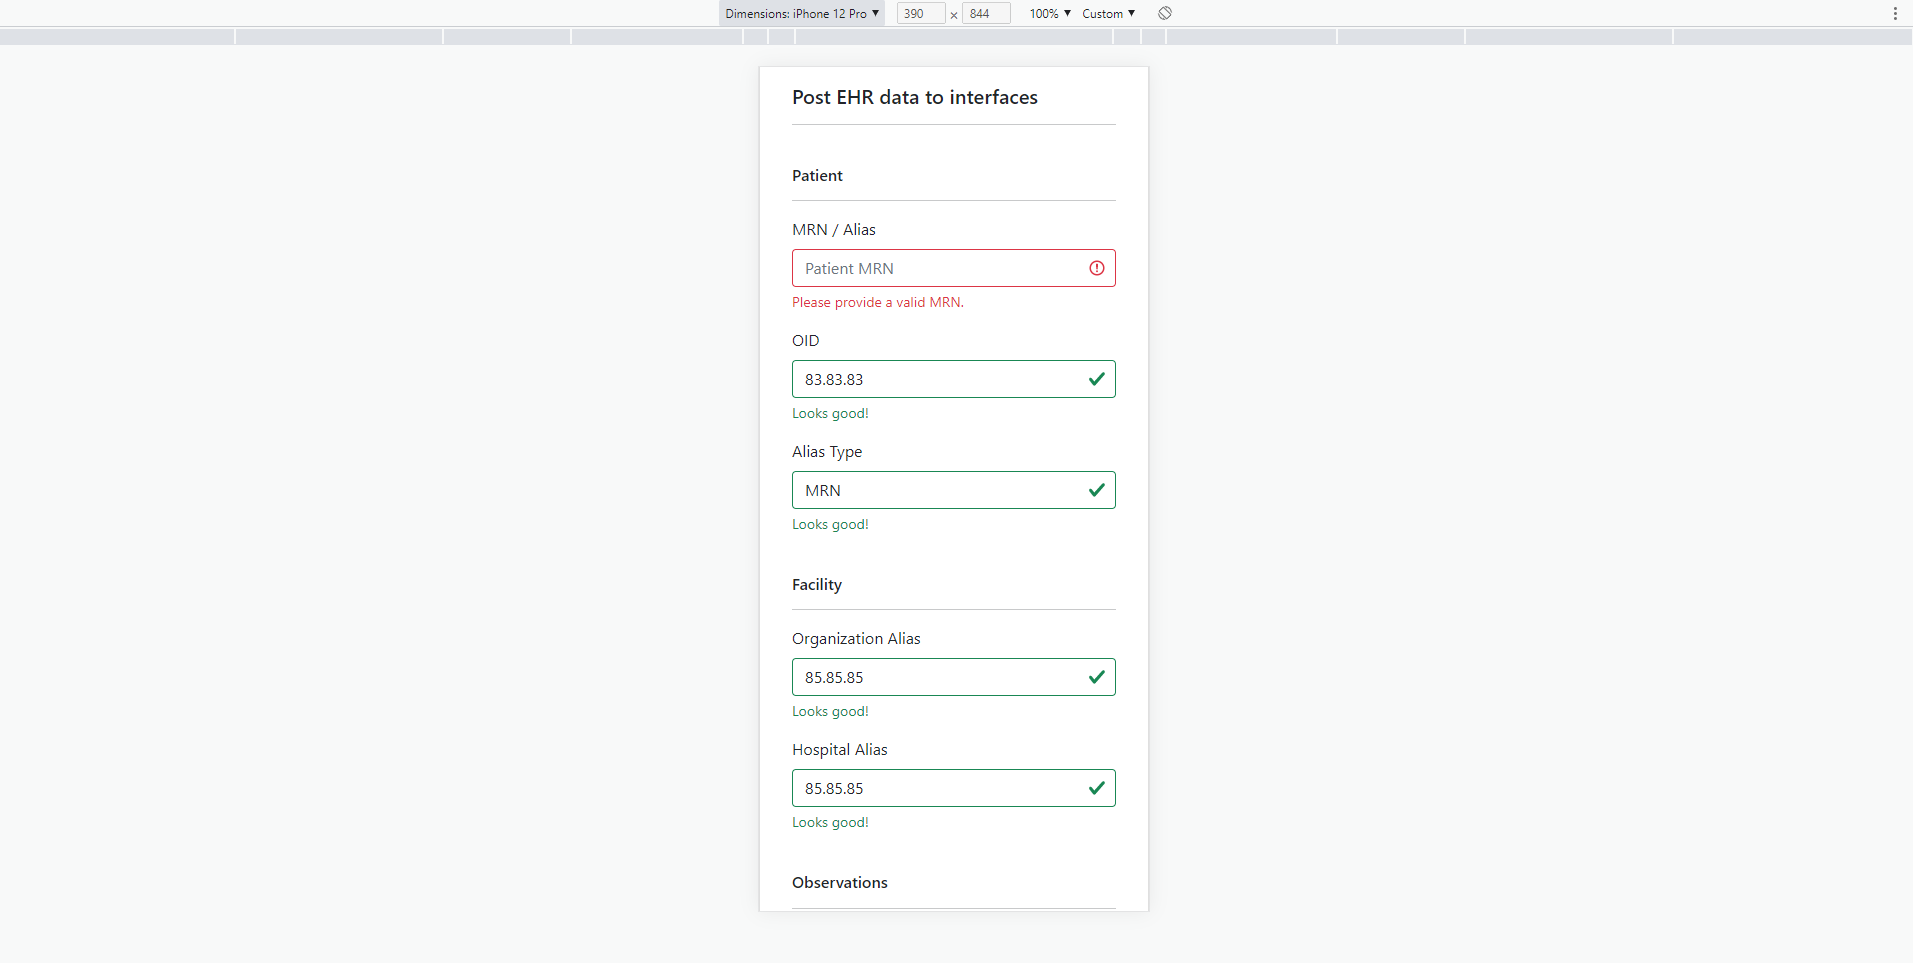 Dimensions: iPhone 12 Pro ▼ 390 × 844 100% ▼ Custom ▼
Post EHR data to interfaces
Patient
MRN / Alias
Patient MRN
Please provide a valid MRN.
OID
83.83.83
Looks good!
Alias Type
MRN
Looks good!
Facility
Organization Alias
85.85.85
Looks good!
Hospital Alias
85.85.85
Looks good!
Observations